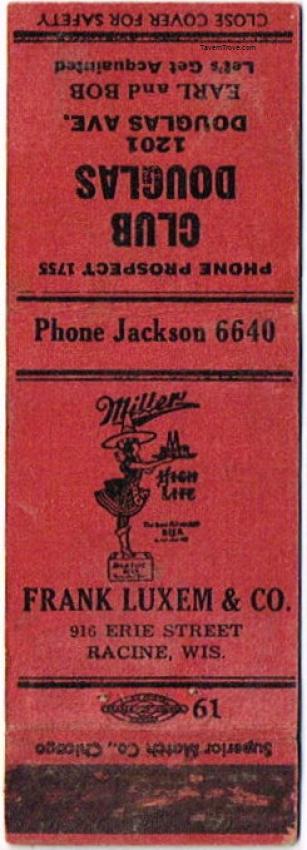 CLOSE COVER FOR SAFETY
TavernTrove.com
Let's Get Acquainted
EARL and BOB
DOUGLAS AVE.
1201
DOUGLAS
CLUB
PHONE PROSPECT 1755
Phone Jackson 6640
Miller
HIGH
LIFE
FRANK LUXEM & CO.
916 ERIE STREET
RACINE, WIS.
61
Superior Match Co., Chicago